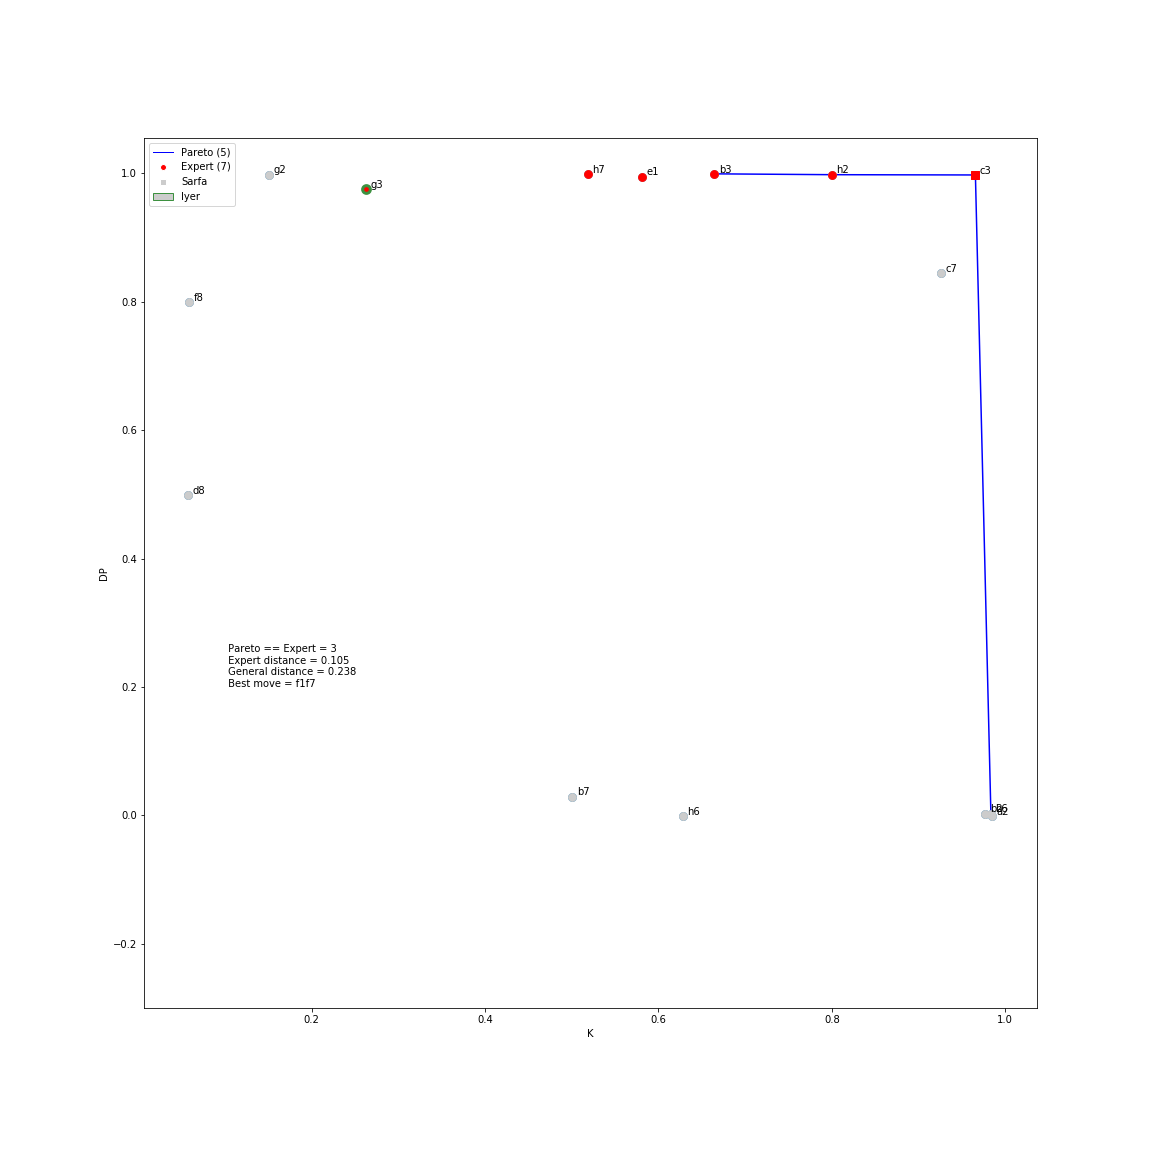 Pareto (5)
Expert (7)
Sarfa
Iyer
g2
g3
h7
e1
b3
h2
c3
c7
f8
d8
b7
h6
1.0
0.8
0.6
0.4
0.2
0.0
−0.2
DP
Pareto == Expert = 3
Expert distance = 0.105
General distance = 0.238
Best move = f1f7
0.2
0.4
0.6
0.8
1.0
K